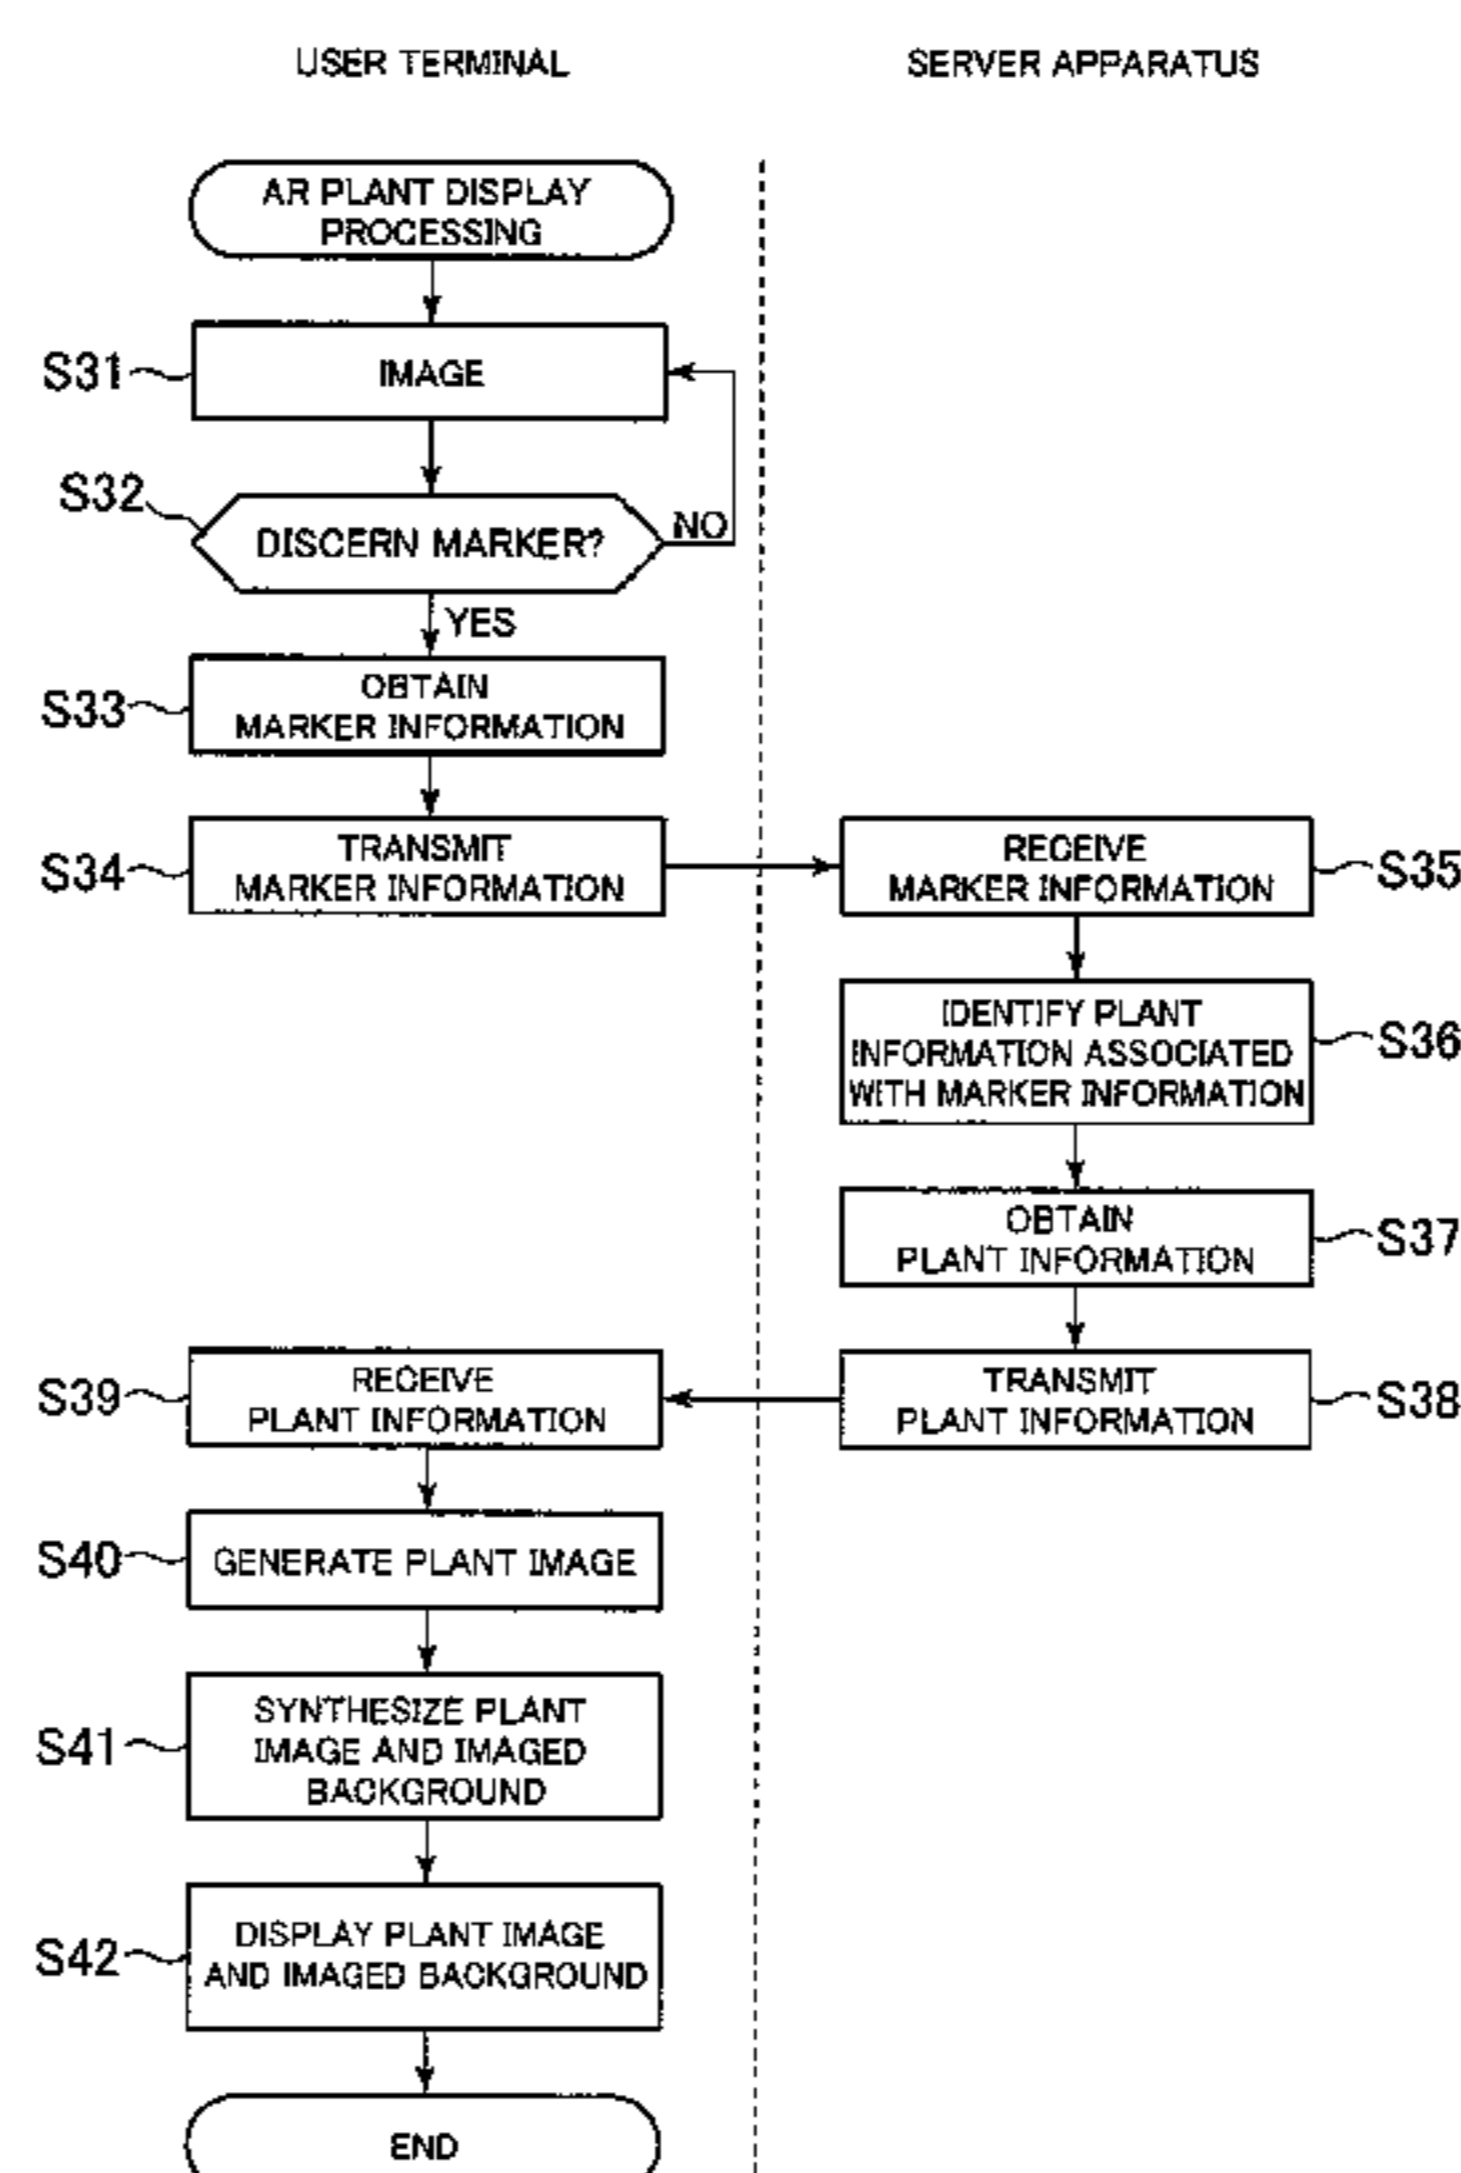 USER TERMINAL
SERVER APPARATUS
AR PLANT DISPLAY
PROCESSING
S31
IMAGE
S32
DISCERN MARKER?
NO
YES
S33
OBTAIN
MARKER INFORMATION
S34
TRANSMIT
MARKER INFORMATION
RECEIVE
MARKER INFORMATION
S35
IDENTIFY PLANT
INFORMATION ASSOCIATED
WITH MARKER INFORMATION
S36
OBTAIN
PLANT INFORMATION
S37
TRANSMIT
PLANT INFORMATION
S38
S39
RECEIVE
PLANT INFORMATION
S40
GENERATE PLANT IMAGE
S41
SYNTHESIZE PLANT
IMAGE AND IMAGED
BACKGROUND
S42
DISPLAY PLANT IMAGE
AND IMAGED BACKGROUND
END